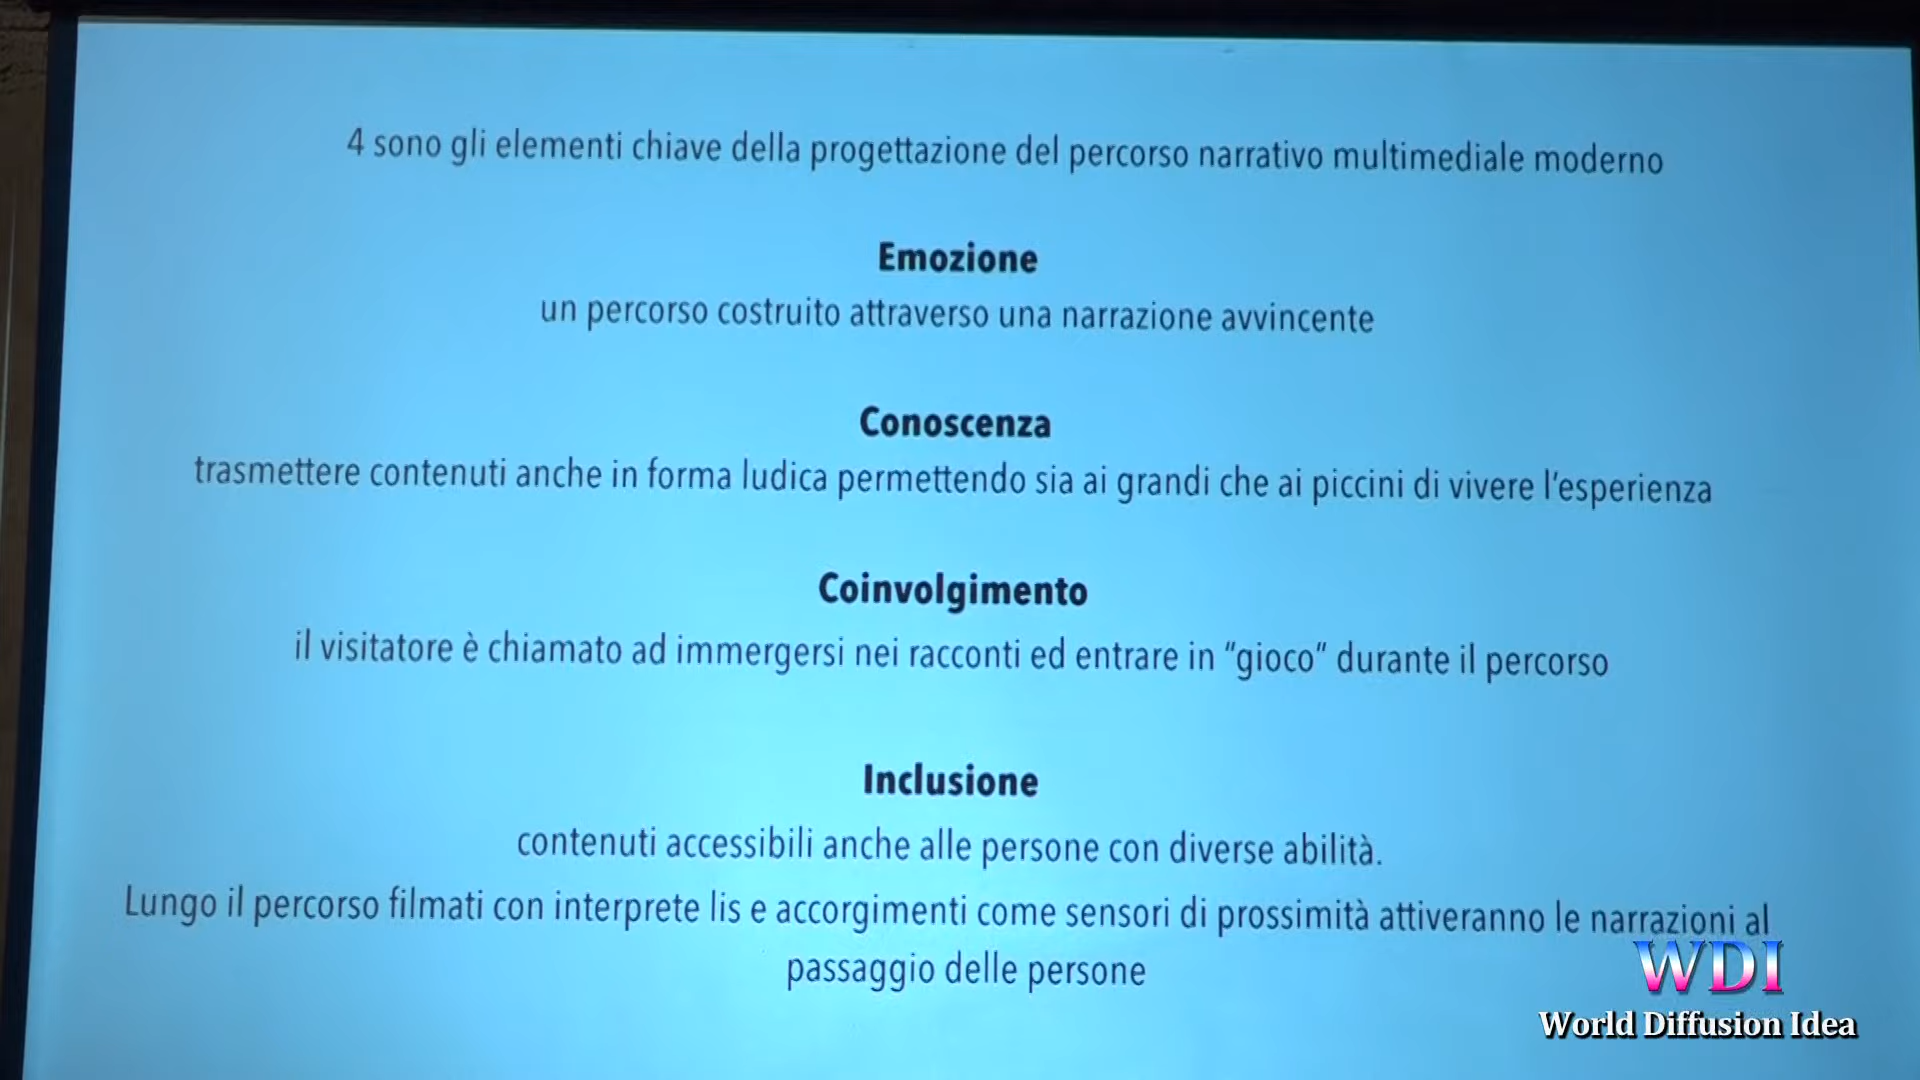 4 sono gli elementi chiave della progettazione del percorso narrativo multimediale moderno
Emozione
un percorso costruito attraverso una narrazione avvincente
Conoscenza
trasmettere contenuti anche in forma ludica permettendo sia ai grandi che ai piccini di vivere l'esperienza
Coinvolgimento
il visitatore è chiamato ad immergersi nei racconti ed entrare in "gioco" durante il percorso
Inclusione
contenuti accessibili anche alle persone con diverse abilità.
Lungo il percorso filmati con interprete lis e accorgimenti come sensori di prossimità attiveranno le narrazioni al
passaggio delle persone
WDI
World Diffusion Idea